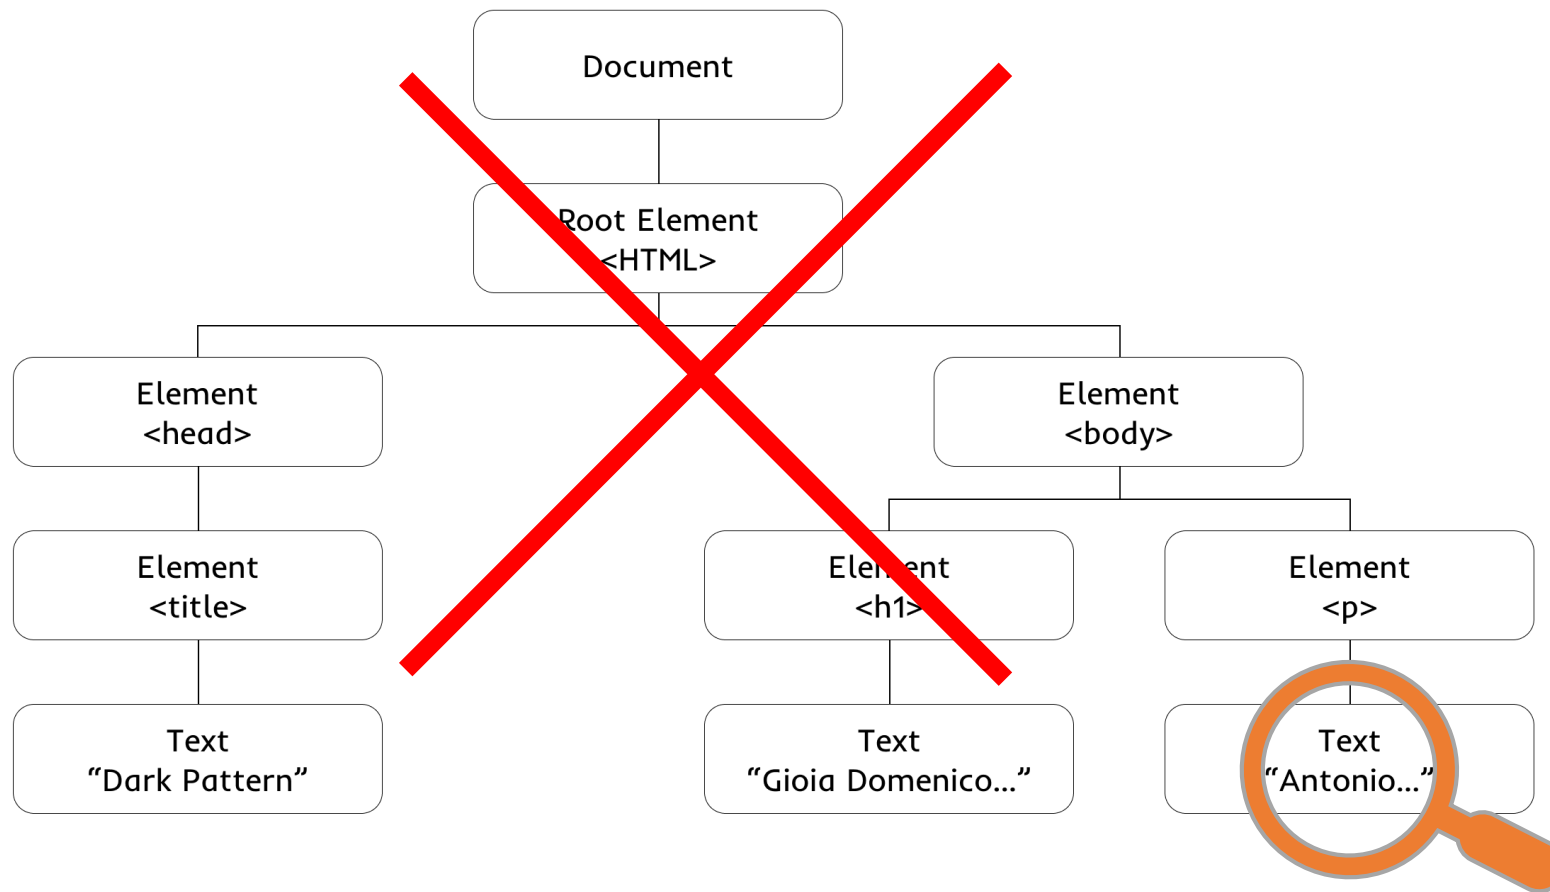 Document
Root Element
<HTML>
Element
<head>
Element
<body>
Element
<title>
Element
<h1>
Element
<p>
Text
“Dark Pattern”
Text
“Gioia Domenico...”
Text
“Antonio...”